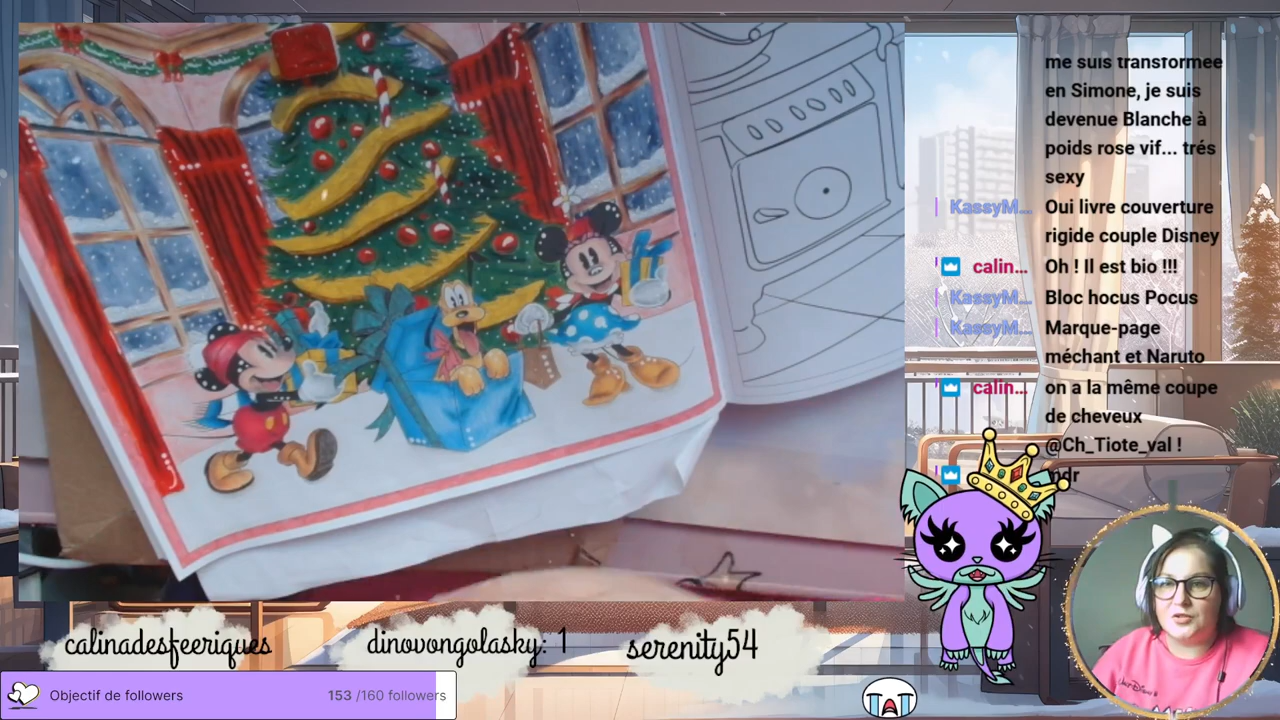 me suis transformee
en Simone, je suis
devenue Blanche à
poids rose vif... trés
sexy
KassyM... Oui livre couverture
rigide couple Disney
calin... Oh ! Il est bio !!!
KassyM... Bloc hocus Pocus
KassyM... Marque-page
méchant et Naruto
calin... on a la même coupe
de cheveux
@Ch_Tiote_val !
calinadesfeeriques
dinovongolasky: 1
serenity54
Objectif de followers 153 /160 followers